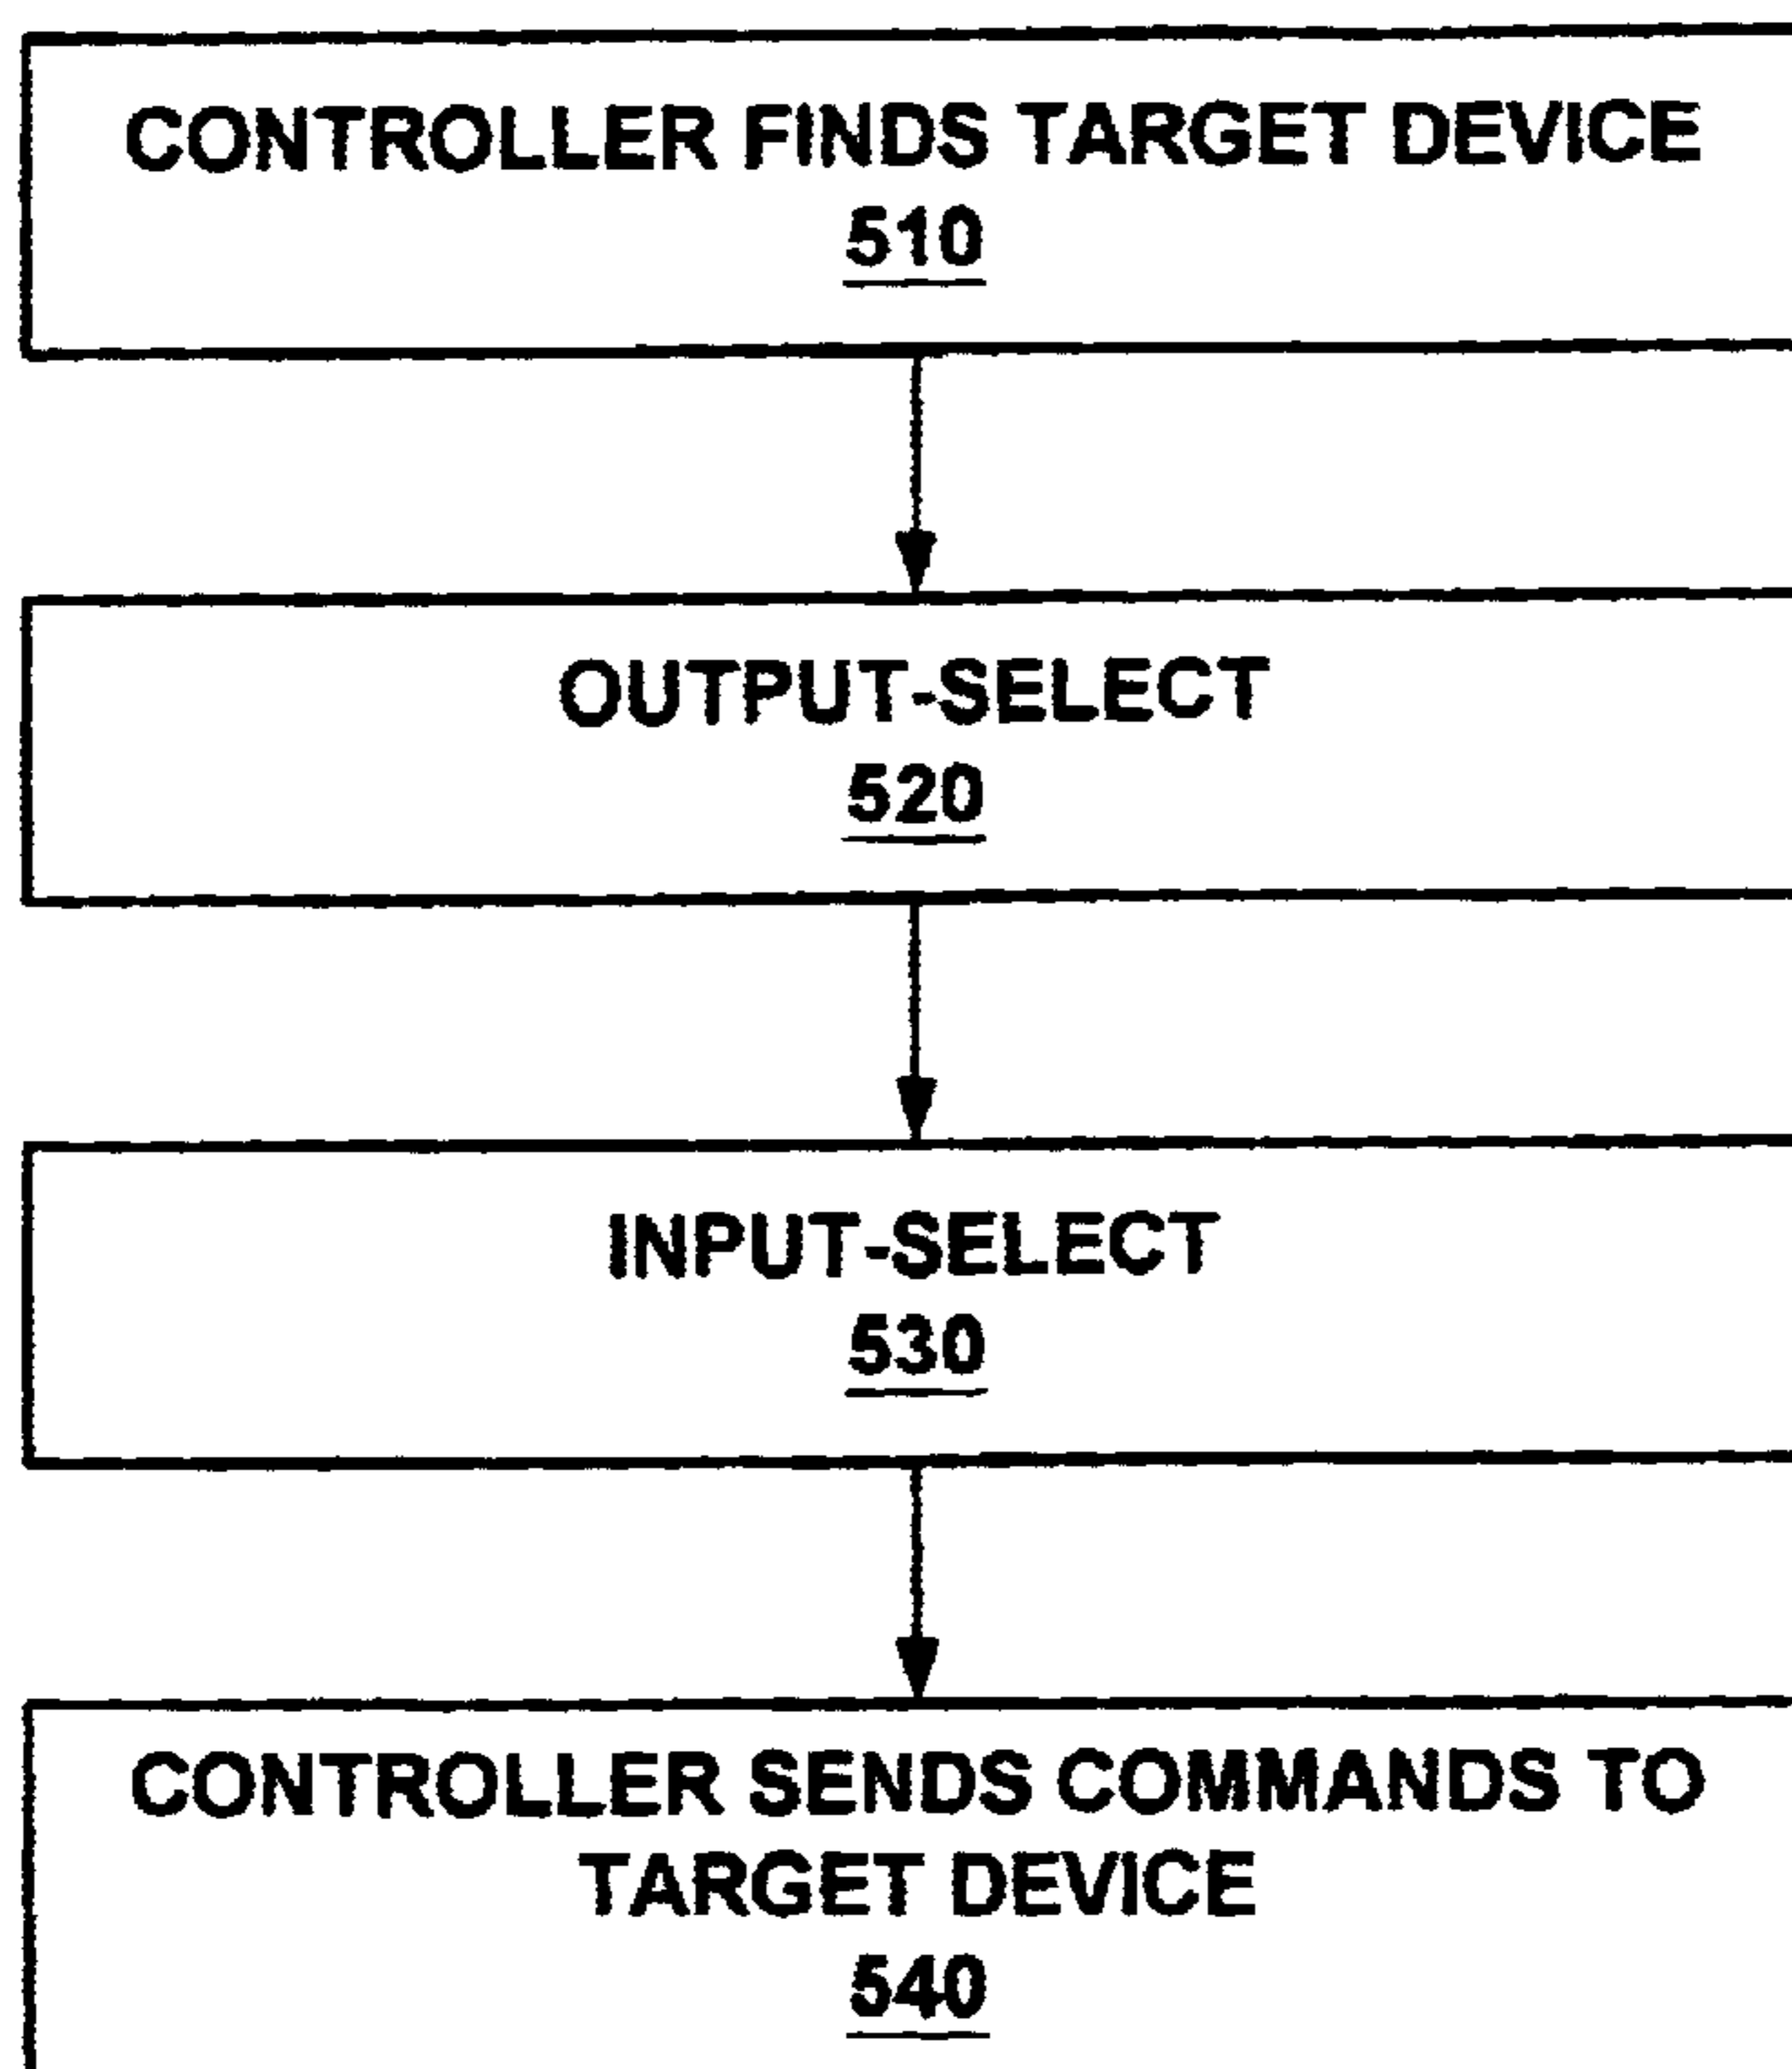 CONTROLLER FINDS TARGET DEVICE
510
OUTPUT-SELECT
520
INPUT-SELECT
530
CONTROLLER SENDS COMMANDS TO
TARGET DEVICE
540